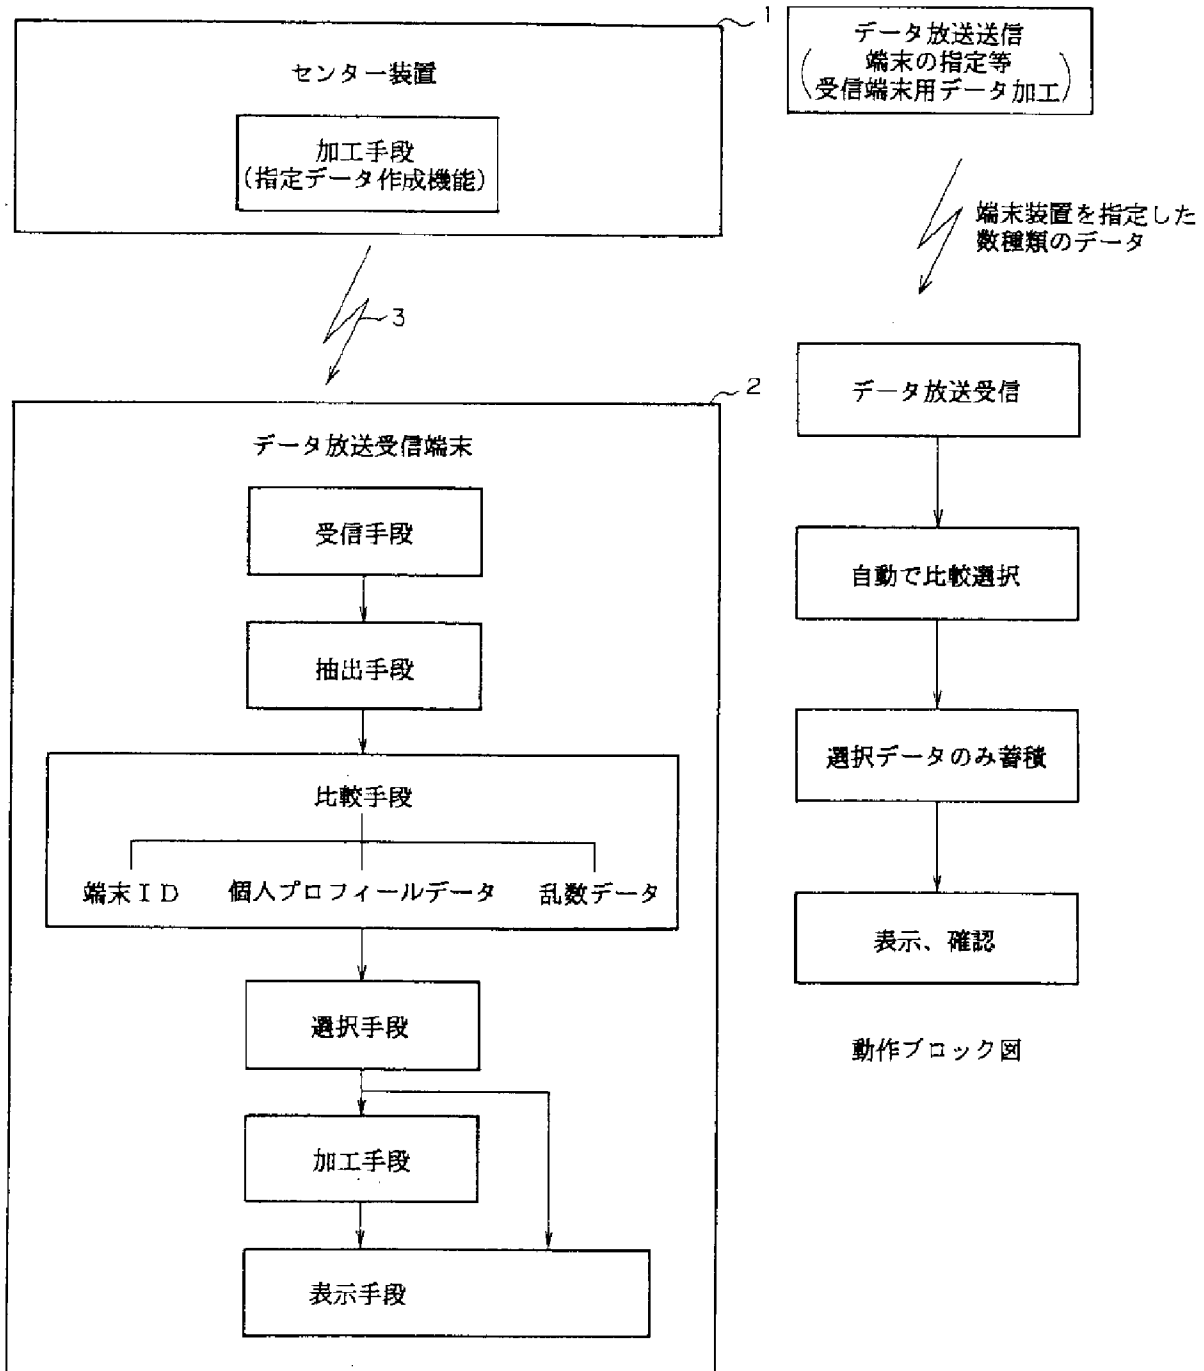 1
センター装置
加工手段
(指定データ作成機能)
3
2
データ放送受信端末
受信手段
抽出手段
比較手段
端末ID 個人プロフィールデータ 乱数データ
選択手段
加工手段
表示手段
データ放送送信
(端末の指定等
受信端末用データ加工)
端末装置を指定した
数種類のデータ
データ放送受信
自動で比較選択
選択データのみ蓄積
表示、確認
動作ブロック図